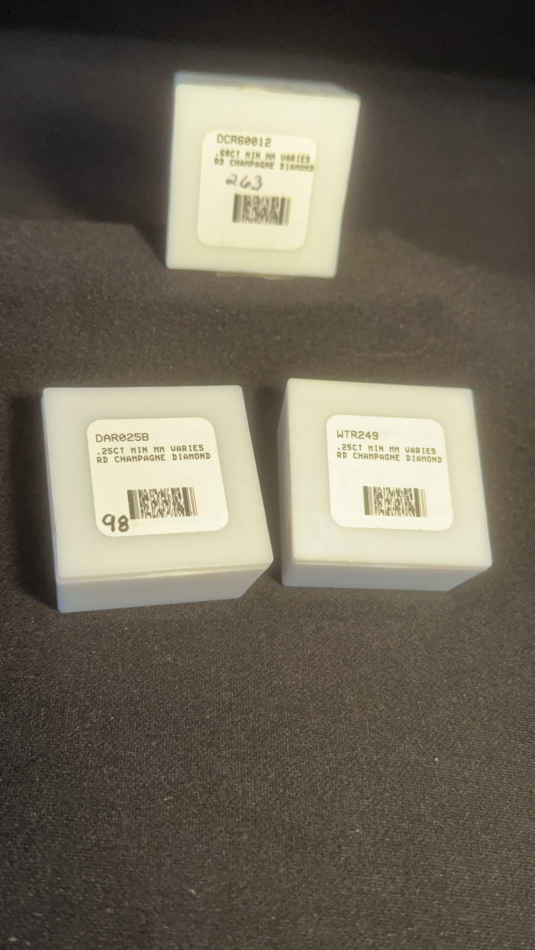 DCR60012
.60CT MIN MM VARIES
RD CHAMPAGNE DIAMOND
263
DAR025B
.25CT MIN MM VARIES
RD CHAMPAGNE DIAMOND
98
WTR249
.25CT MIN MM VARIES
RD CHAMPAGNE DIAMOND